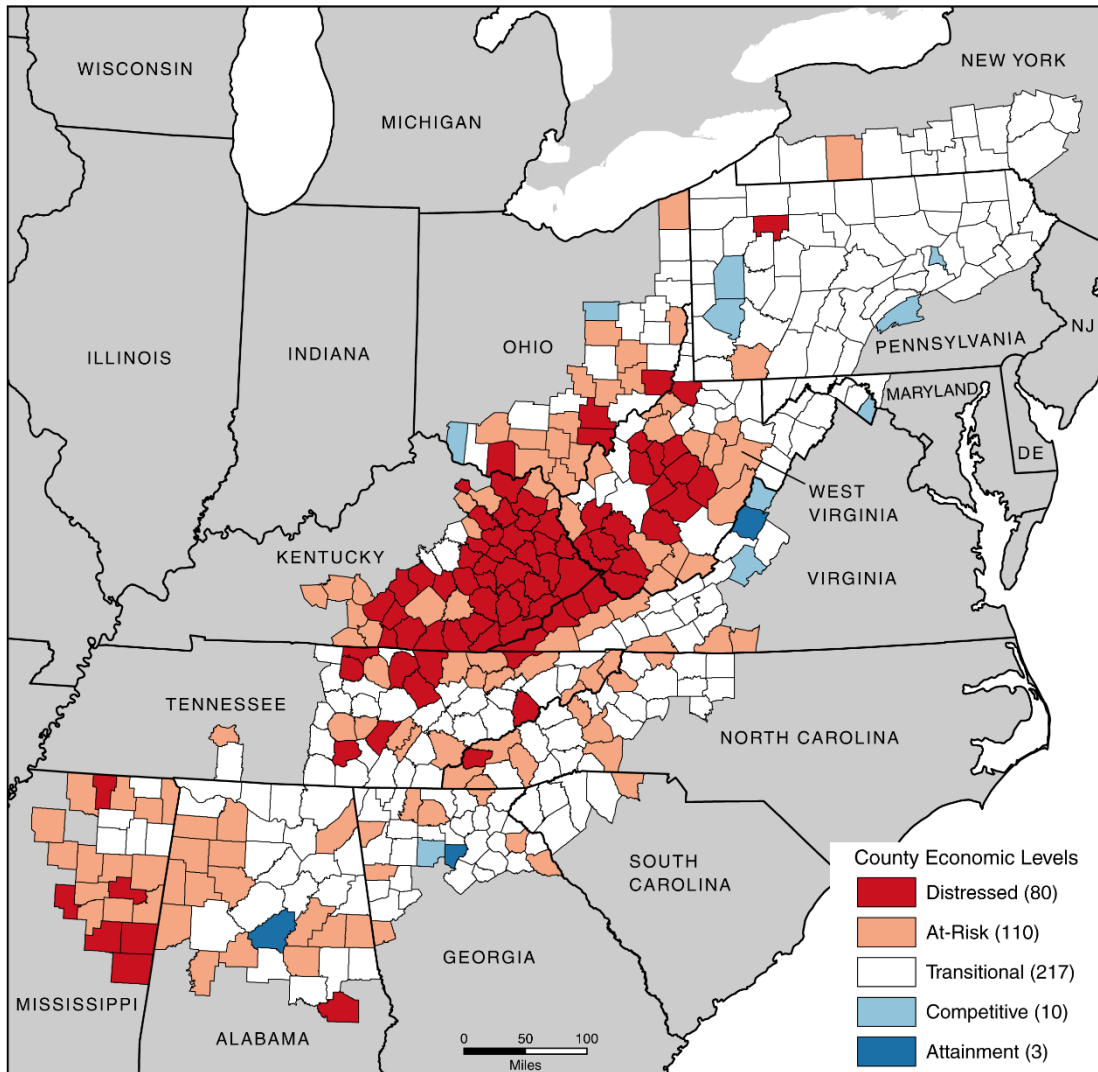 WISCONSIN
NEW YORK
MICHIGAN
ILLINOIS
INDIANA
OHIO
PENNSYLVANIA
NJ
MARYLAND
DE
WEST
VIRGINIA
KENTUCKY
VIRGINIA
TENNESSEE
NORTH CAROLINA
SOUTH
CAROLINA
GEORGIA
MISSISSIPPI
ALABAMA
0 50 100
Miles
County Economic Levels
Distressed (80)
At-Risk (110)
Transitional (217)
Competitive (10)
Attainment (3)